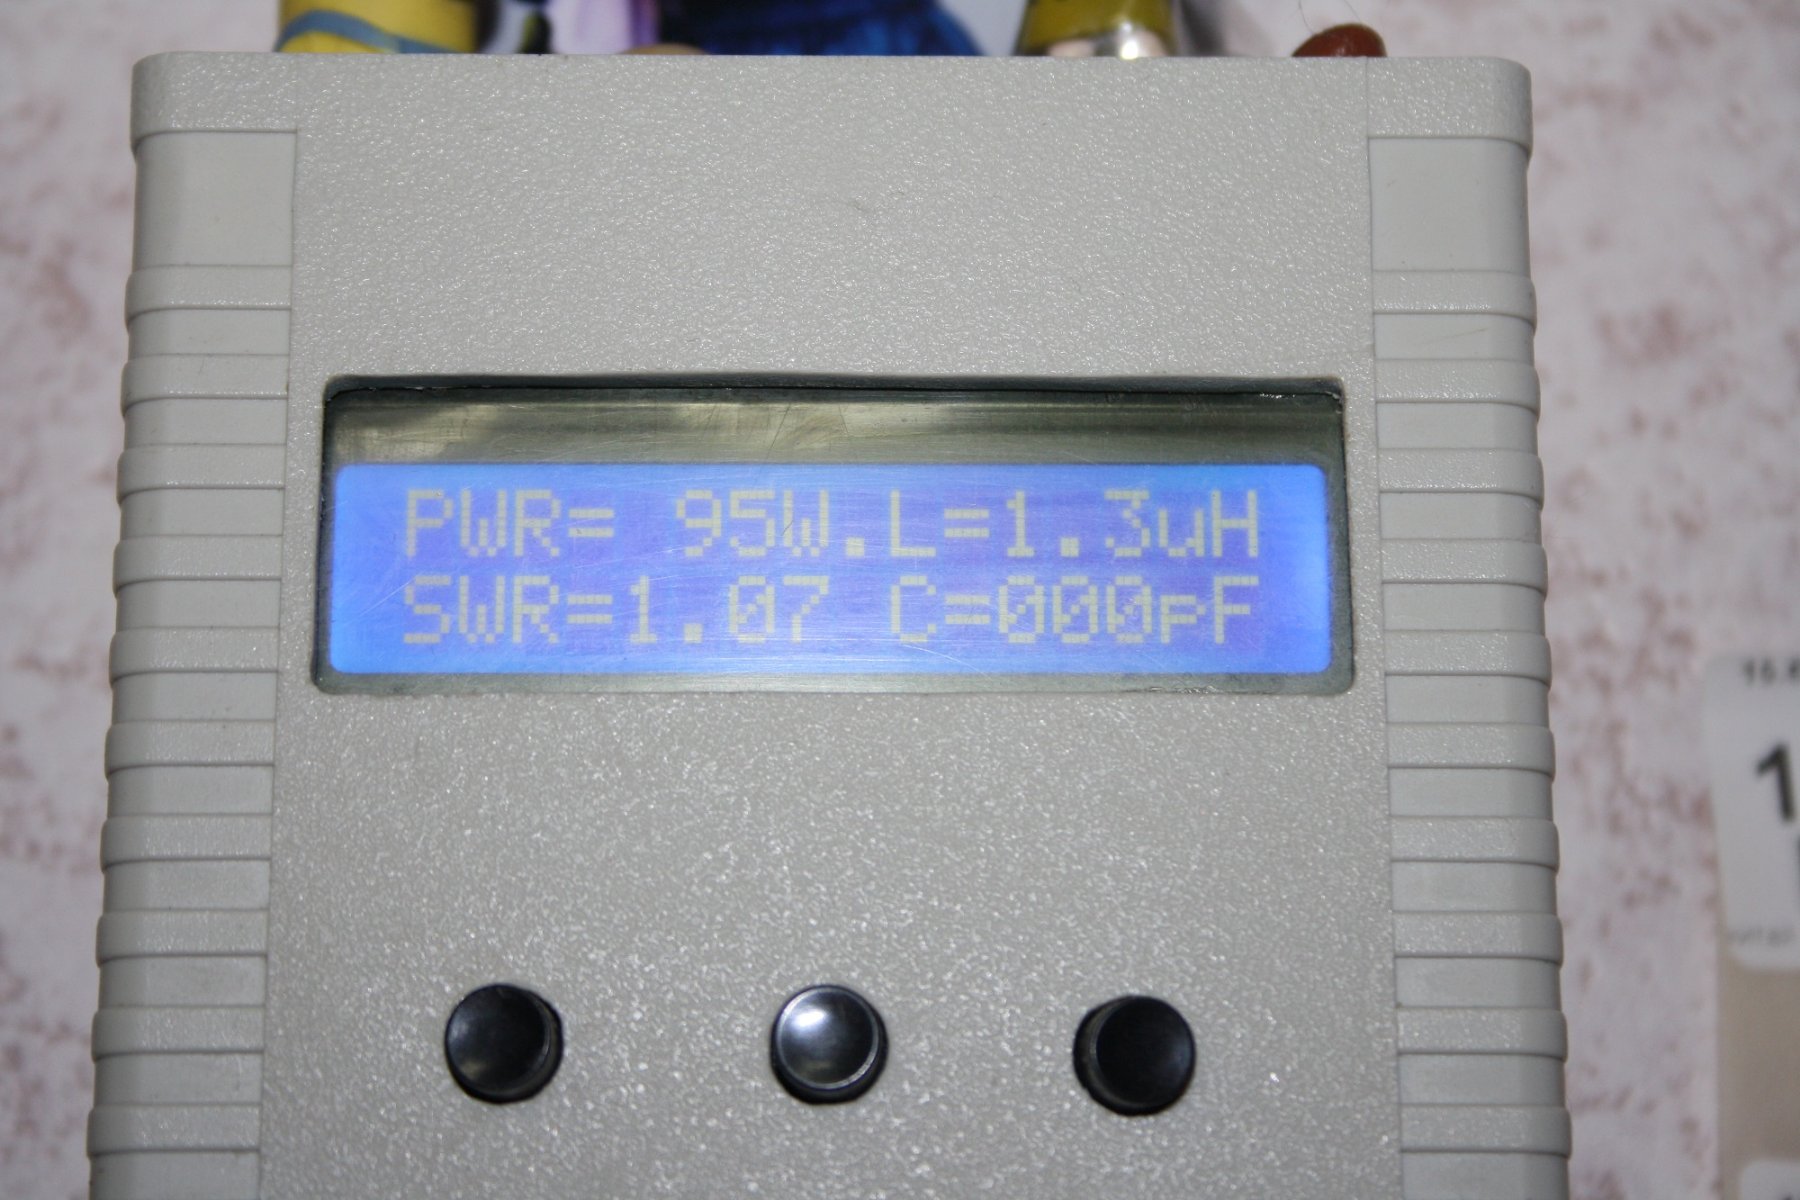 PWR= 95W.L=1.3uH
SWR=1.07 C=000pF